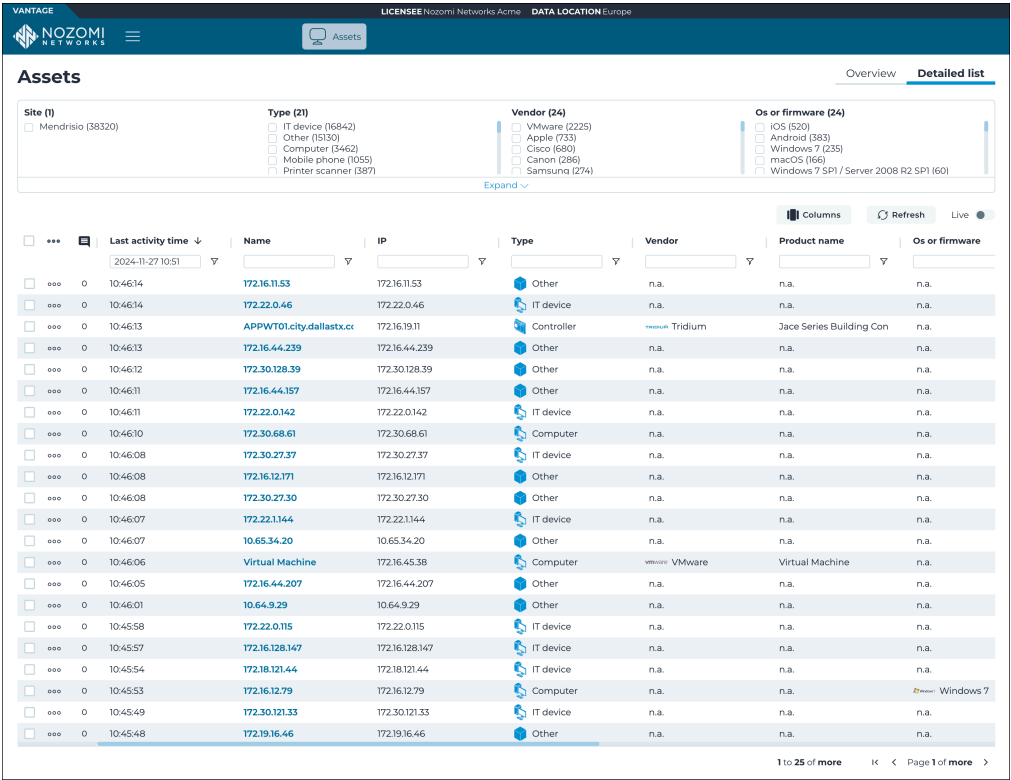 VANTAGE LICENSEE Nozomi Networks Acme DATA LOCATION Europe
NOZOMI NETWORKS Assets
Assets Overview Detailed list
Site (1) Type (21) Vendor (24) Os or firmware (24)
Mendrisio (38320) IT device (16842) VMware (2225) iOS (520)
Other (15130) Apple (733) Android (383)
Computer (3462) Cisco (680) Windows 7 (235)
Mobile phone (1055) Canon (286) macOS (166)
Printer scanner (387) Samsung (274) Windows 7 SP1 / Server 2008 R2 SP1 (60)
Expand
Columns Refresh Live
Last activity time Name IP Type Vendor Product name Os or firmware
2024-11-27 10:51
0 10:46:14 172.16.11.53 172.16.11.53 Other n.a. n.a. n.a.
0 10:46:14 172.22.0.46 172.22.0.46 IT device n.a. n.a. n.a.
0 10:46:13 APPWT01.city.dallastx.cc 172.16.19.11 Controller TRIDIUM Tridium Jace Series Building Con n.a.
0 10:46:13 172.16.44.239 172.16.44.239 Other n.a. n.a. n.a.
0 10:46:12 172.30.128.39 172.30.128.39 Other n.a. n.a. n.a.
0 10:46:11 172.16.44.157 172.16.44.157 Other n.a. n.a. n.a.
0 10:46:11 172.22.0.142 172.22.0.142 IT device n.a. n.a. n.a.
0 10:46:10 172.30.68.61 172.30.68.61 Computer n.a. n.a. n.a.
0 10:46:08 172.30.27.37 172.30.27.37 IT device n.a. n.a. n.a.
0 10:46:08 172.16.12.171 172.16.12.171 Other n.a. n.a. n.a.
0 10:46:08 172.30.27.30 172.30.27.30 Other n.a. n.a. n.a.
0 10:46:07 172.22.1.144 172.22.1.144 IT device n.a. n.a. n.a.
0 10:46:07 10.65.34.20 10.65.34.20 Other n.a. n.a. n.a.
0 10:46:06 Virtual Machine 172.16.45.38 Computer vmware VMware Virtual Machine n.a.
0 10:46:05 172.16.44.207 172.16.44.207 Other n.a. n.a. n.a.
0 10:46:01 10.64.9.29 10.64.9.29 Other n.a. n.a. n.a.
0 10:45:58 172.22.0.115 172.22.0.115 IT device n.a. n.a. n.a.
0 10:45:57 172.16.128.147 172.16.128.147 IT device n.a. n.a. n.a.
0 10:45:54 172.18.121.44 172.18.121.44 IT device n.a. n.a. n.a.
0 10:45:53 172.16.12.79 172.16.12.79 Computer n.a. n.a. Windows 7
0 10:45:49 172.30.121.33 172.30.121.33 IT device n.a. n.a. n.a.
0 10:45:48 172.19.16.46 172.19.16.46 Other n.a. n.a. n.a.
1 to 25 of more Page 1 of more